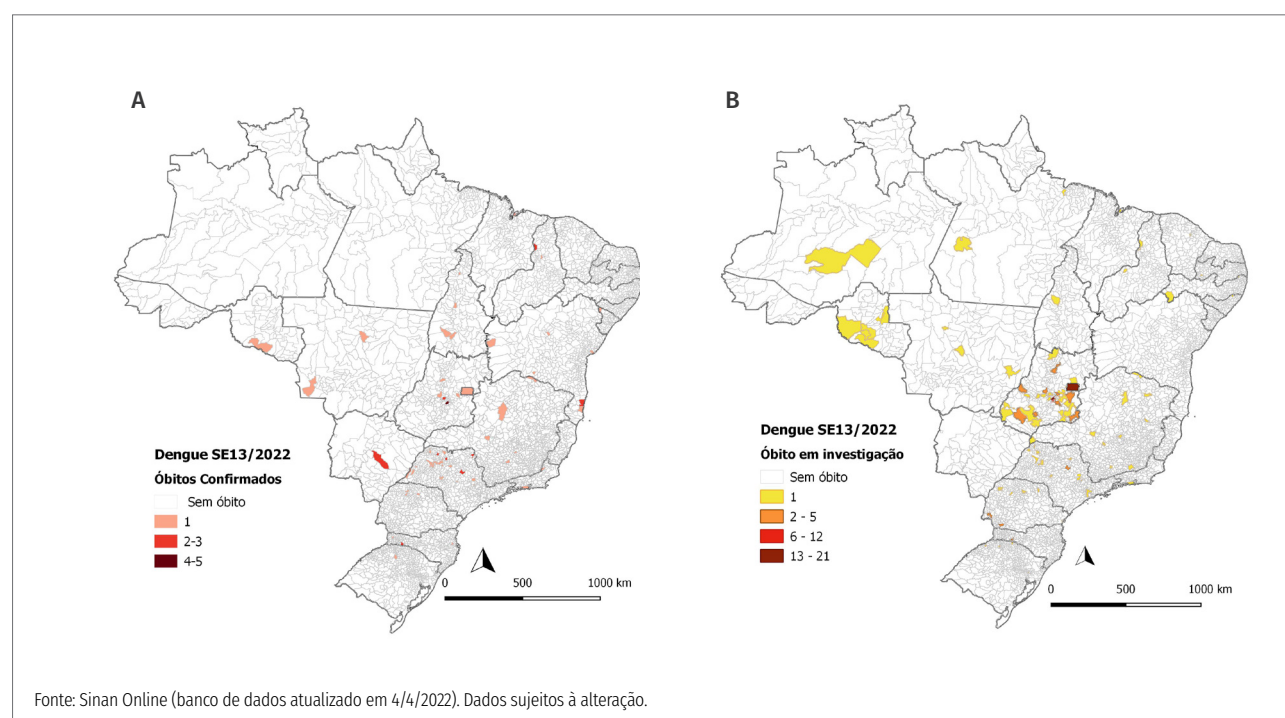 A
Dengue SE13/2022
Óbitos Confirmados
Sem óbito
1
2-3
4-5
0 500 1000 km
B
Dengue SE13/2022
Óbito em investigação
Sem óbito
1
2 - 5
6 - 12
13 - 21
0 500 1000 km
Fonte: Sinan Online (banco de dados atualizado em 4/4/2022). Dados sujeitos à alteração.